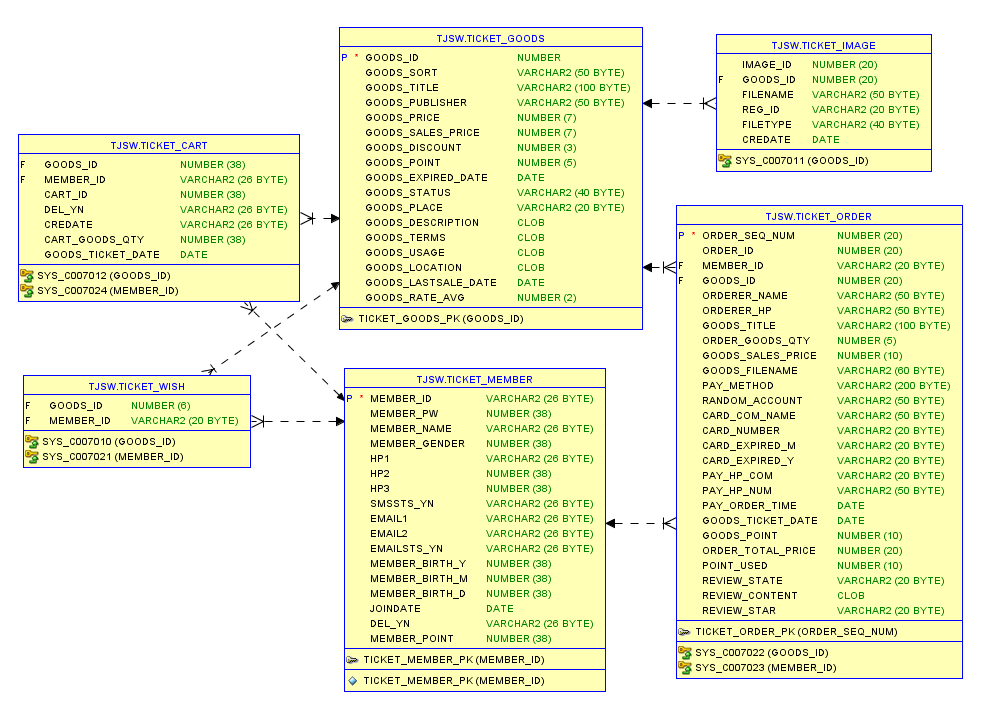 TJSW.TICKET_GOODS
P * GOODS_ID NUMBER
GOODS_SORT VARCHAR2 (50 BYTE)
GOODS_TITLE VARCHAR2 (100 BYTE)
GOODS_PUBLISHER VARCHAR2 (50 BYTE)
GOODS_PRICE NUMBER (7)
GOODS_SALES_PRICE NUMBER (7)
GOODS_DISCOUNT NUMBER (3)
GOODS_POINT NUMBER (5)
GOODS_EXPIRED_DATE DATE
GOODS_STATUS VARCHAR2 (40 BYTE)
GOODS_PLACE VARCHAR2 (20 BYTE)
GOODS_DESCRIPTION CLOB
GOODS_TERMS CLOB
GOODS_USAGE CLOB
GOODS_LOCATION CLOB
GOODS_LASTSALE_DATE DATE
GOODS_RATE_AVG NUMBER (2)
TICKET_GOODS_PK (GOODS_ID)
TJSW.TICKET_IMAGE
IMAGE_ID NUMBER (20)
F GOODS_ID NUMBER (20)
FILENAME VARCHAR2 (50 BYTE)
REG_ID VARCHAR2 (20 BYTE)
FILETYPE VARCHAR2 (40 BYTE)
CREDATE DATE
SYS_C007011 (GOODS_ID)
TJSW.TICKET_CART
F GOODS_ID NUMBER (38)
F MEMBER_ID VARCHAR2 (26 BYTE)
CART_ID NUMBER (38)
DEL_YN VARCHAR2 (26 BYTE)
CREDATE VARCHAR2 (26 BYTE)
CART_GOODS_QTY NUMBER (38)
GOODS_TICKET_DATE DATE
SYS_C007012 (GOODS_ID)
SYS_C007024 (MEMBER_ID)
TJSW.TICKET_WISH
F GOODS_ID NUMBER (6)
F MEMBER_ID VARCHAR2 (20 BYTE)
SYS_C007010 (GOODS_ID)
SYS_C007021 (MEMBER_ID)
TJSW.TICKET_MEMBER
P * MEMBER_ID VARCHAR2 (26 BYTE)
MEMBER_PW NUMBER (38)
MEMBER_NAME VARCHAR2 (26 BYTE)
MEMBER_GENDER NUMBER (38)
HP1 VARCHAR2 (26 BYTE)
HP2 NUMBER (38)
HP3 NUMBER (38)
SMSSTS_YN VARCHAR2 (26 BYTE)
EMAIL1 VARCHAR2 (26 BYTE)
EMAIL2 VARCHAR2 (26 BYTE)
EMAILSTS_YN VARCHAR2 (26 BYTE)
MEMBER_BIRTH_Y NUMBER (38)
MEMBER_BIRTH_M NUMBER (38)
MEMBER_BIRTH_D NUMBER (38)
JOINDATE DATE
DEL_YN VARCHAR2 (26 BYTE)
MEMBER_POINT NUMBER (38)
TICKET_MEMBER_PK (MEMBER_ID)
TICKET_MEMBER_PK (MEMBER_ID)
TJSW.TICKET_ORDER
P * ORDER_SEQ_NUM NUMBER (20)
ORDER_ID NUMBER (20)
F MEMBER_ID VARCHAR2 (20 BYTE)
F GOODS_ID NUMBER (20)
ORDERER_NAME VARCHAR2 (50 BYTE)
ORDERER_HP VARCHAR2 (50 BYTE)
GOODS_TITLE VARCHAR2 (100 BYTE)
ORDER_GOODS_QTY NUMBER (5)
GOODS_SALES_PRICE NUMBER (10)
GOODS_FILENAME VARCHAR2 (60 BYTE)
PAY_METHOD VARCHAR2 (200 BYTE)
RANDOM_ACCOUNT VARCHAR2 (50 BYTE)
CARD_COM_NAME VARCHAR2 (50 BYTE)
CARD_NUMBER VARCHAR2 (20 BYTE)
CARD_EXPIRED_M VARCHAR2 (20 BYTE)
CARD_EXPIRED_Y VARCHAR2 (20 BYTE)
PAY_HP_COM VARCHAR2 (20 BYTE)
PAY_HP_NUM VARCHAR2 (50 BYTE)
PAY_ORDER_TIME DATE
GOODS_TICKET_DATE DATE
GOODS_POINT NUMBER (10)
ORDER_TOTAL_PRICE NUMBER (20)
POINT_USED NUMBER (10)
REVIEW_STATE VARCHAR2 (20 BYTE)
REVIEW_CONTENT CLOB
REVIEW_STAR VARCHAR2 (20 BYTE)
TICKET_ORDER_PK (ORDER_SEQ_NUM)
SYS_C007022 (GOODS_ID)
SYS_C007023 (MEMBER_ID)